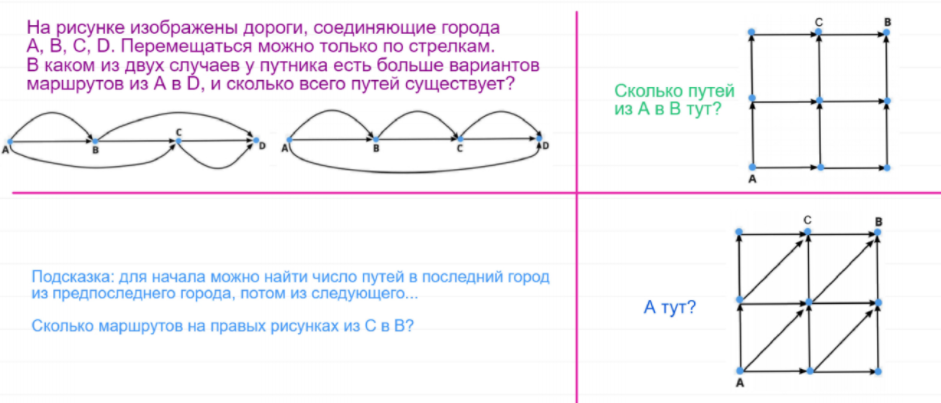 На рисунке изображены дороги, соединяющие города
A, B, C, D. Перемещаться можно только по стрелкам.
В каком из двух случаев у путника есть больше вариантов
маршрутов из A в D, и сколько всего путей существует?
A
B
C
D
A
B
C
D
Сколько путей
из A в B тут?
C
B
A
Подсказка: для начала можно найти число путей в последний город
из предпоследнего города, потом из следующего...
Сколько маршрутов на правых рисунках из C в B?
А тут?
C
B
A